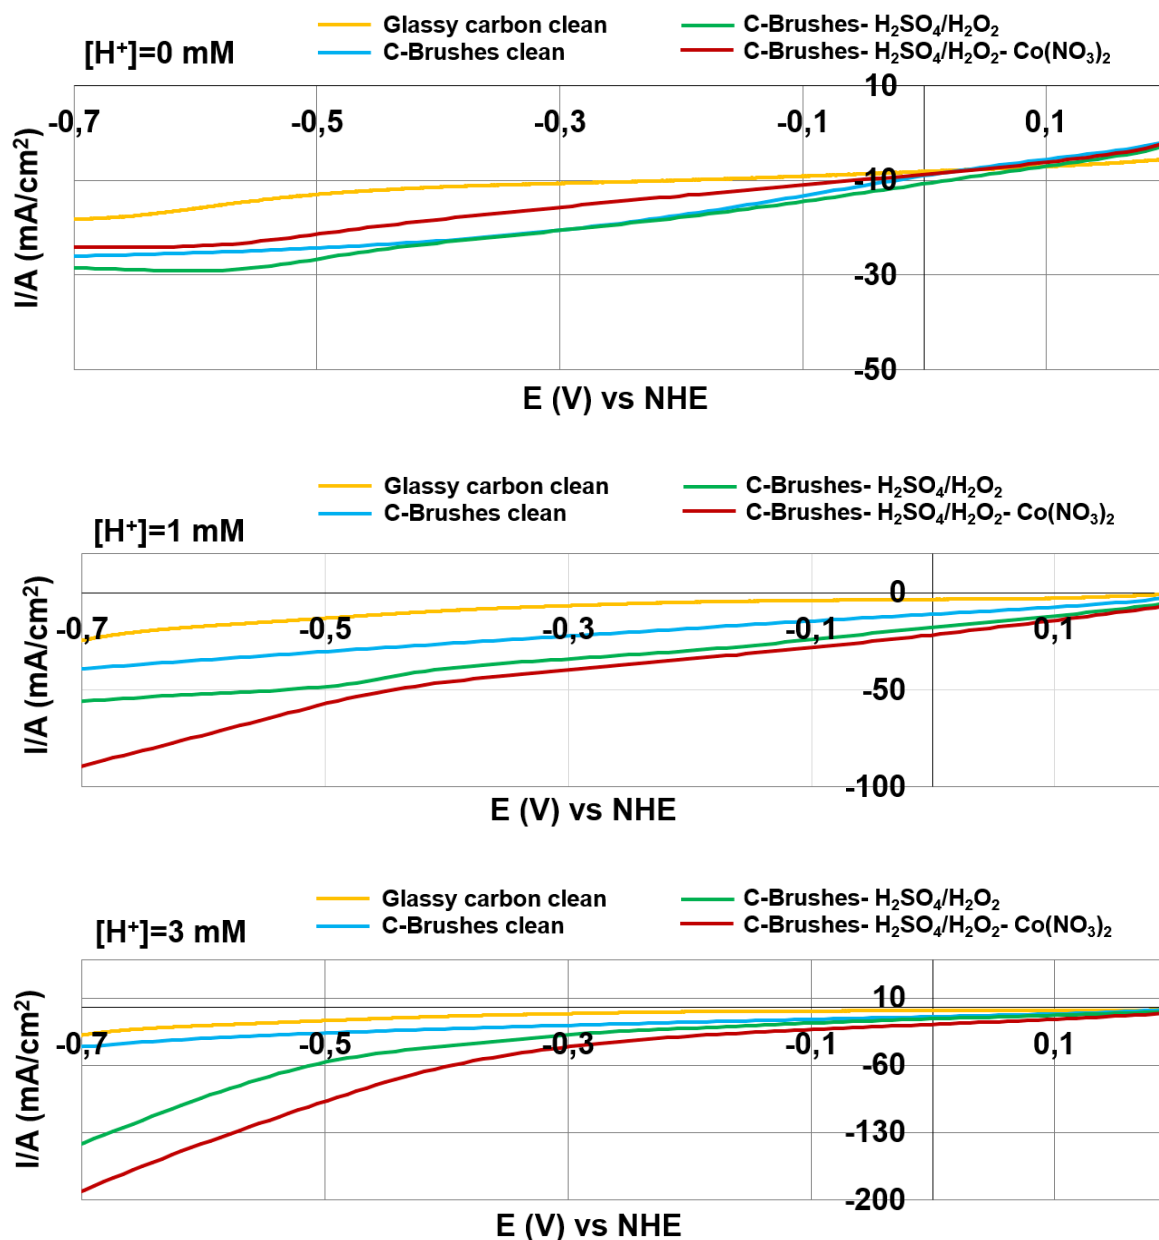 Glassy carbon clean
C-Brushes- H₂SO₄/H₂O₂
[H⁺]=0 mM
C-Brushes clean
C-Brushes- H₂SO₄/H₂O₂- Co(NO₃)₂
10
-0,7 -0,5 -0,3 -0,1 0,1
-10
-30
-50
I/A (mA/cm²)
E (V) vs NHE
Glassy carbon clean
C-Brushes- H₂SO₄/H₂O₂
[H⁺]=1 mM
C-Brushes clean
C-Brushes- H₂SO₄/H₂O₂- Co(NO₃)₂
0
-0,7 -0,5 -0,3 -0,1 0,1
-50
-100
I/A (mA/cm²)
E (V) vs NHE
Glassy carbon clean
C-Brushes- H₂SO₄/H₂O₂
[H⁺]=3 mM
C-Brushes clean
C-Brushes- H₂SO₄/H₂O₂- Co(NO₃)₂
10
-0,7 -0,5 -0,3 -0,1 0,1
-60
-130
-200
I/A (mA/cm²)
E (V) vs NHE